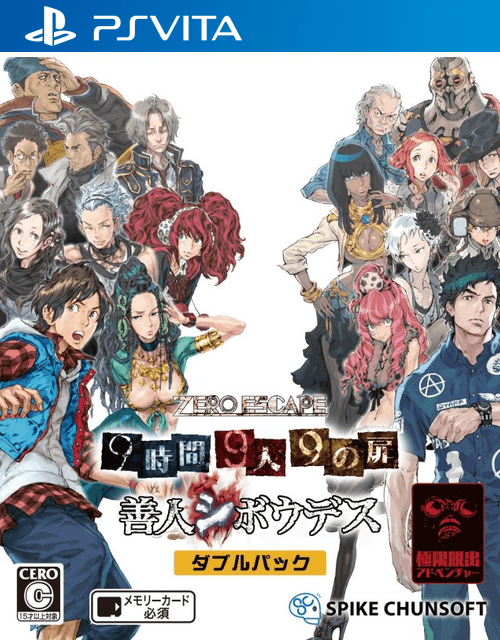 PSVITA
STAFF
ZERO ESCAPE
9時間9人9の扉
善人シボウデス
ダブルパック
極限脱出
アドベンチャー
CERO
C
15才以上対象
メモリーカード
必須
SPIKE CHUNSOFT